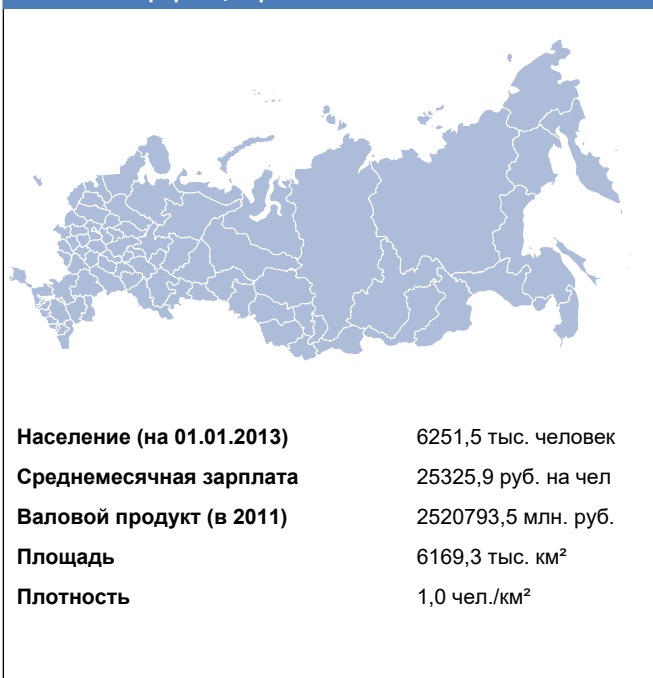 Население (на 01.01.2013) 6251,5 тыс. человек
Среднемесячная зарплата 25325,9 руб. на чел
Валовой продукт (в 2011) 2520793,5 млн. руб.
Площадь 6169,3 тыс. км²
Плотность 1,0 чел./км²